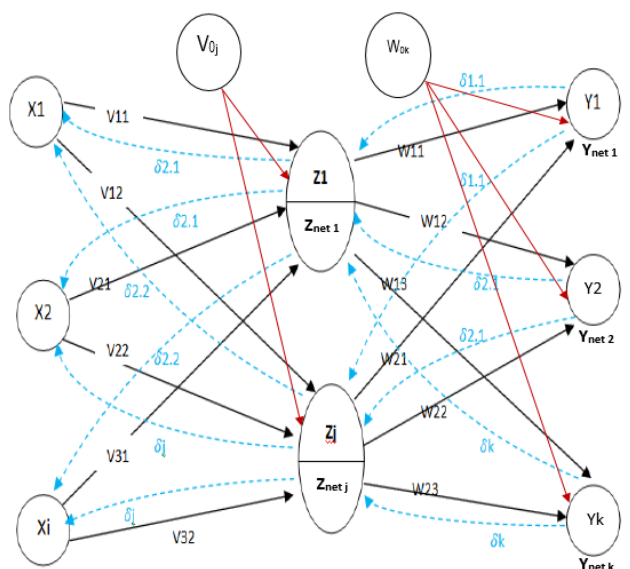 V0j
W0k
X1
V11
δ1.1
Y1
Ynet 1
δ2.1
W11
δ1.1
V12
Z1
Znet 1
δ2.1
W12
V21
X2
δ2.2
W13
δ2.1
Y2
Ynet 2
V22
δ2.2
W21
δ2.1
W22
Zj
Znet j
δj
V31
δk
Xi
δj
V32
W23
δk
Yk
Ynet k